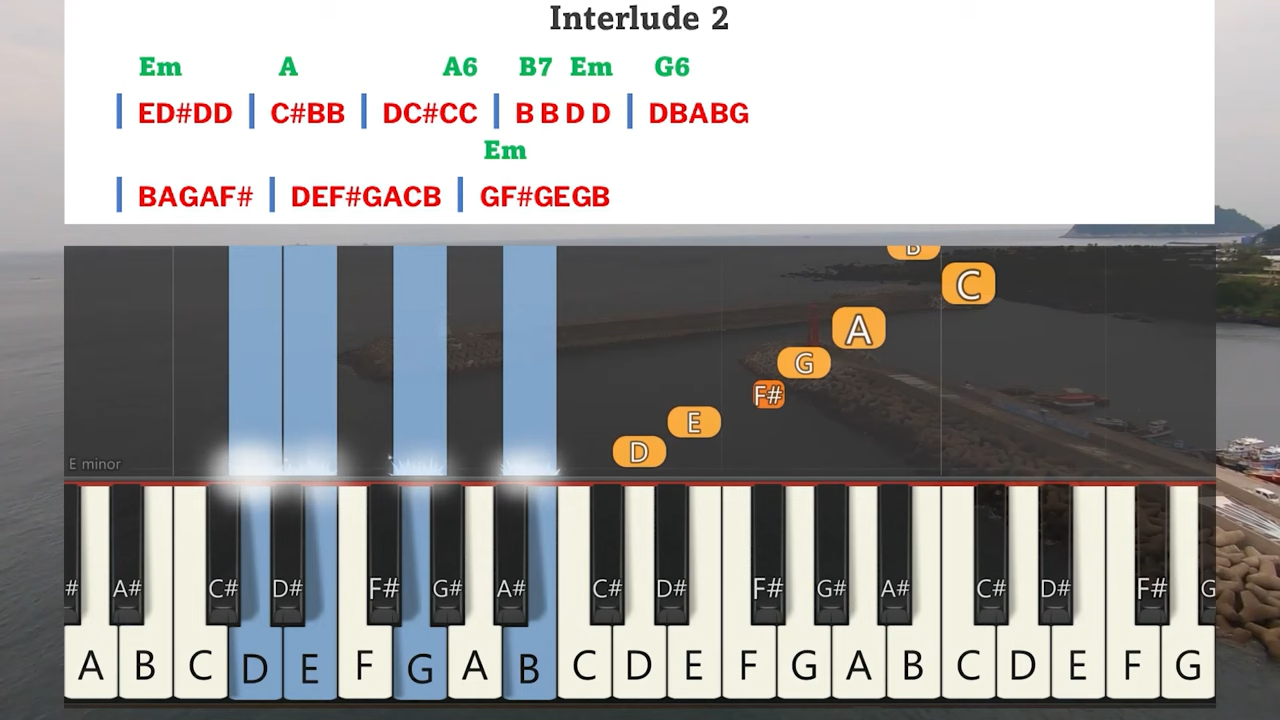 Interlude 2
Em A A6 B7 Em G6
| ED#DD | C#BB | DC#CC | B B D D | DBABG
Em
| BAGAF# | DEF#GACB | GF#GEGB
B
C
A
G
F#
E
D
E minor
# A# C# D# F# G# A# C# D# F# G# A# C# D# F# G
A B C D E F G A B C D E F G A B C D E F G